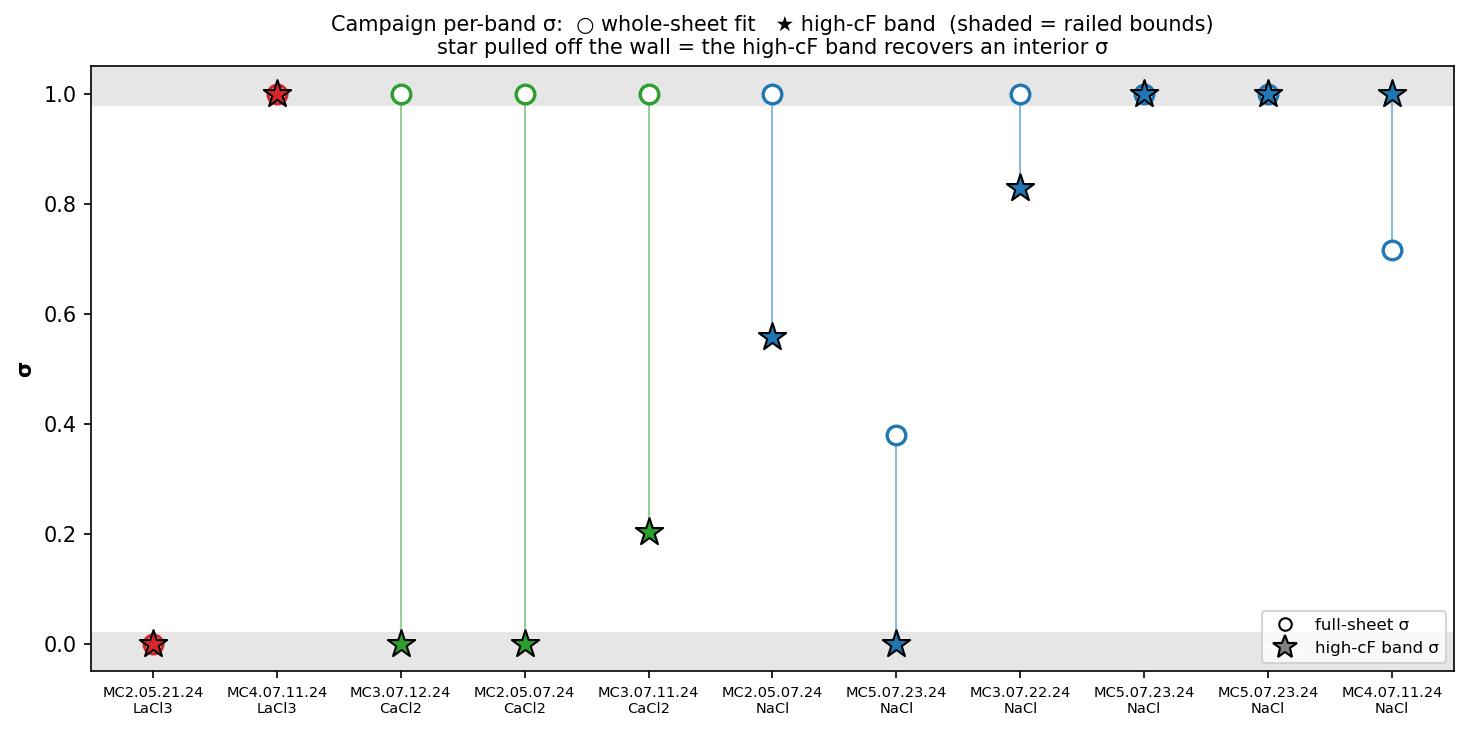 Campaign per-band σ:  ○ whole-sheet fit   ★ high-cF band  (shaded = railed bounds)
star pulled off the wall = the high-cF band recovers an interior σ
σ
1.0
0.8
0.6
0.4
0.2
0.0
full-sheet σ
high-cF band σ
MC2.05.21.24
LaCl3
MC4.07.11.24
LaCl3
MC3.07.12.24
CaCl2
MC2.05.07.24
CaCl2
MC3.07.11.24
CaCl2
MC2.05.07.24
NaCl
MC5.07.23.24
NaCl
MC3.07.22.24
NaCl
MC5.07.23.24
NaCl
MC5.07.23.24
NaCl
MC4.07.11.24
NaCl